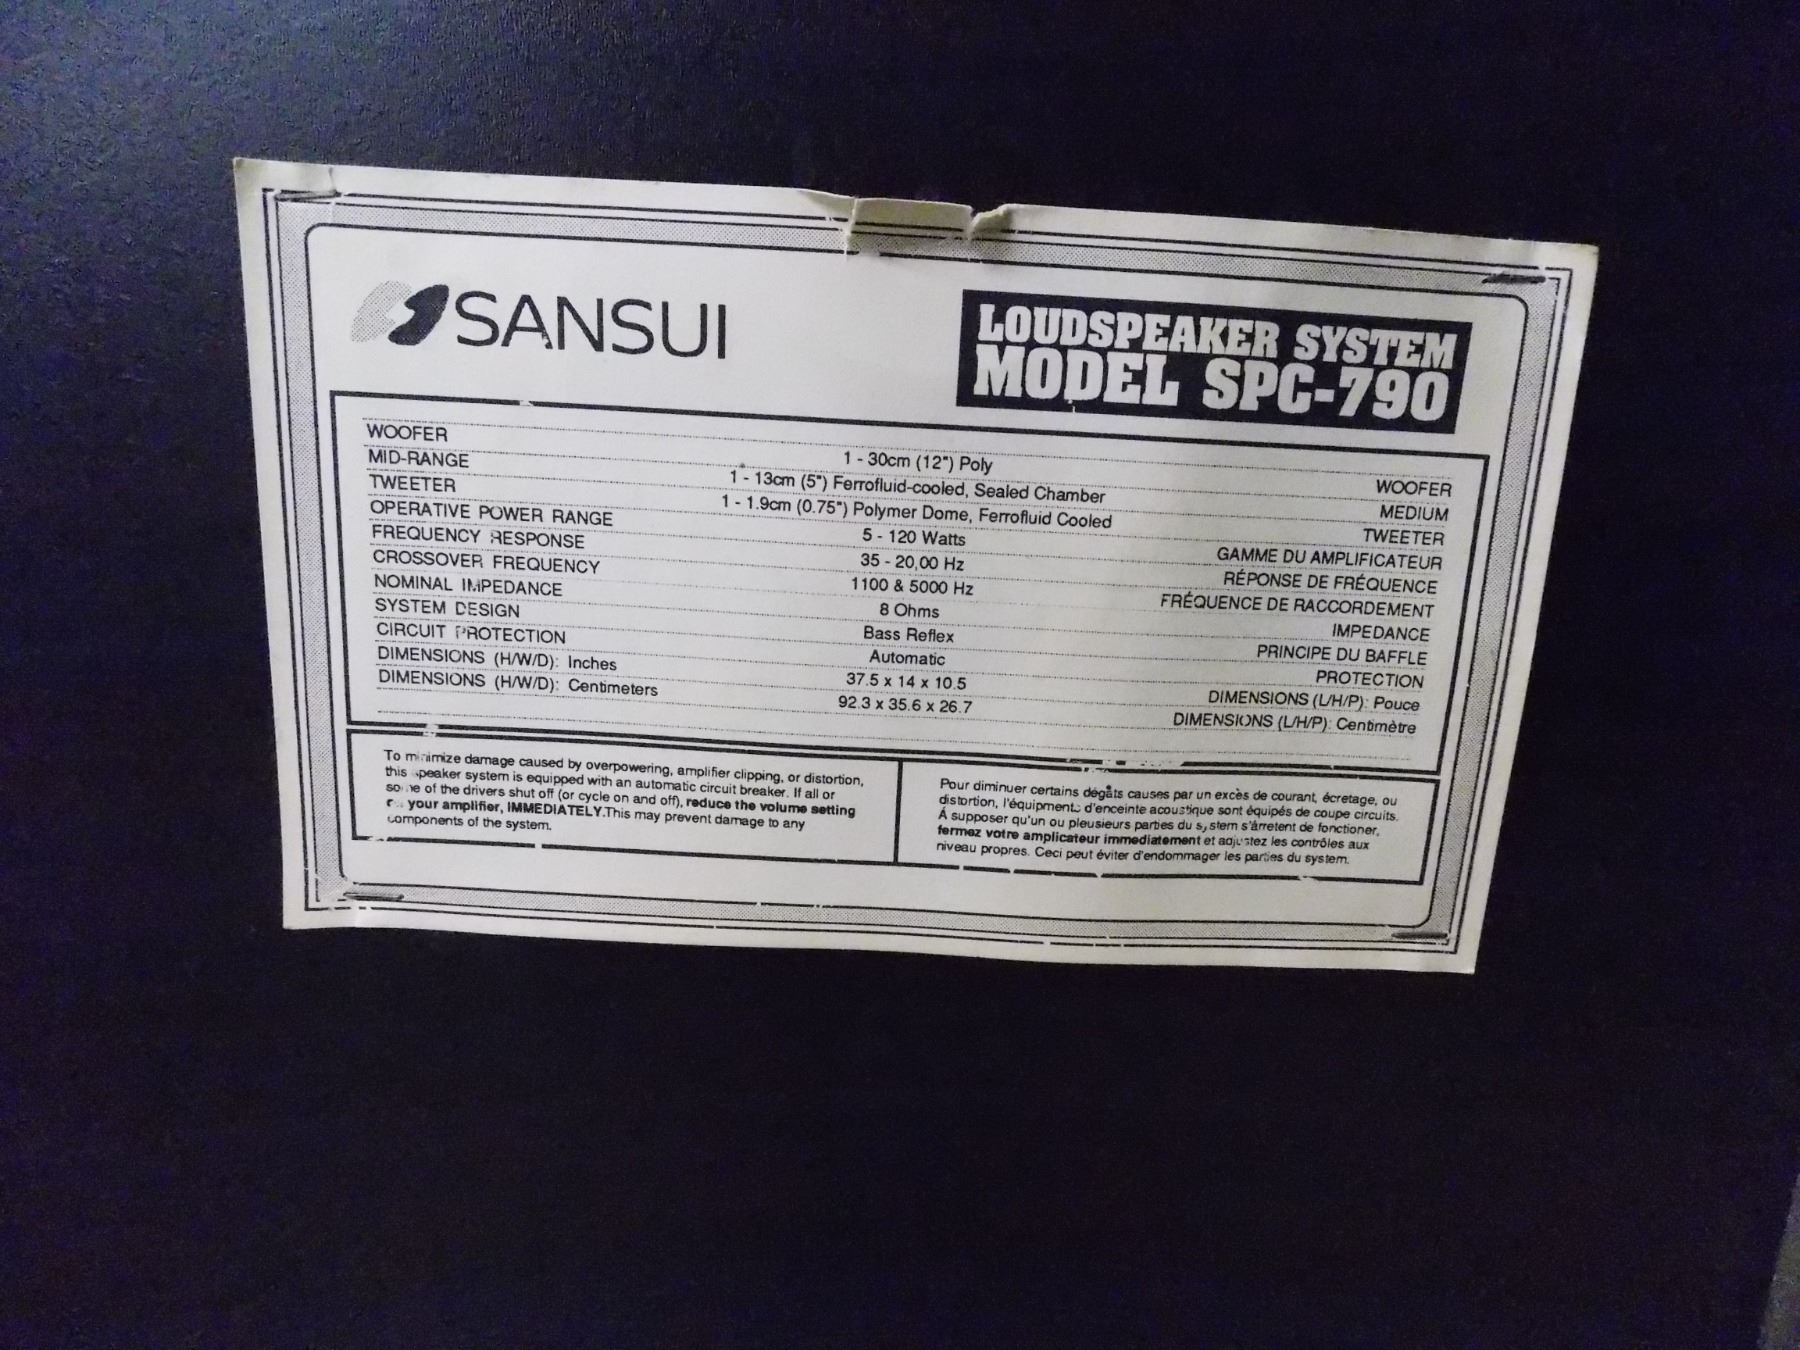 SANSUI
LOUDSPEAKER SYSTEM
MODEL SPC-790
WOOFER 1 - 30cm (12") Poly WOOFER
MID-RANGE 1 - 13cm (5") Ferrofluid-cooled, Sealed Chamber MEDIUM
TWEETER 1 - 1.9cm (0.75") Polymer Dome, Ferrofluid Cooled TWEETER
OPERATIVE POWER RANGE 5 - 120 Watts GAMME DU AMPLIFICATEUR
FREQUENCY RESPONSE 35 - 20,00 Hz RÉPONSE DE FRÉQUENCE
CROSSOVER FREQUENCY 1100 & 5000 Hz FRÉQUENCE DE RACCORDEMENT
NOMINAL IMPEDANCE 8 Ohms IMPEDANCE
SYSTEM DESIGN Bass Reflex PRINCIPE DU BAFFLE
CIRCUIT PROTECTION Automatic PROTECTION
DIMENSIONS (H/W/D): Inches 37.5 x 14 x 10.5 DIMENSIONS (L/H/P): Pouce
DIMENSIONS (H/W/D): Centimeters 92.3 x 35.6 x 26.7 DIMENSIONS (L/H/P): Centimètre
To minimize damage caused by overpowering, amplifier clipping, or distortion,
this speaker system is equipped with an automatic circuit breaker. If all or
some of the drivers shut off (or cycle on and off), reduce the volume setting
your amplifier, IMMEDIATELY.This may prevent damage to any
components of the system.
Pour diminuer certains dégâts causes par un excès de courant, écretage, ou
distortion, l'équipments d'enceinte acoustique sont équipés de coupe circuits.
Á supposer qu'un ou pleusieurs parties du system s'àrretent de fonctioner,
fermez votre amplicateur immediatement et adjustez les contrôles aux
niveau propres. Ceci peut éviter d'endommager les parties du system.